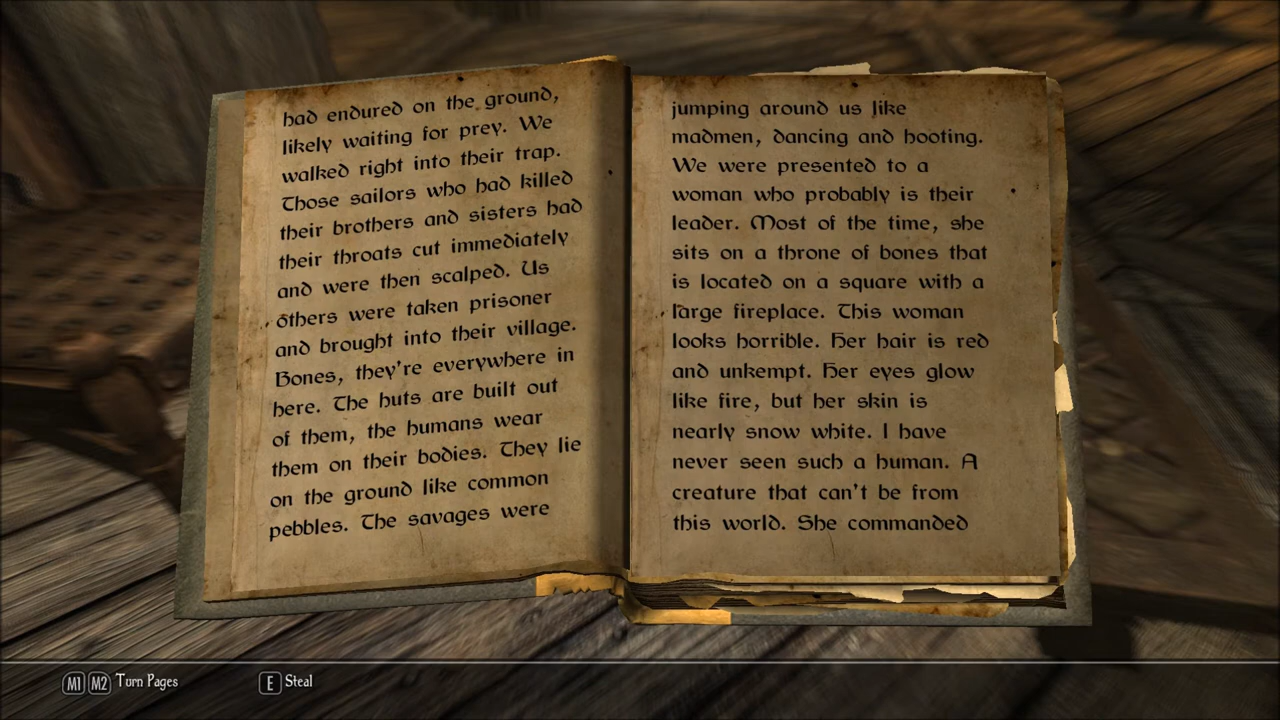 had endured on the ground,
likely waiting for prey. We
walked right into their trap.
Those sailors who had killed
their brothers and sisters had
their throats cut immediately
and were then scalped. Us
others were taken prisoner
and brought into their village.
Bones, they're everywhere in
here. The huts are built out
of them, the humans wear
them on their bodies. They lie
on the ground like common
pebbles. The savages were
jumping around us like
madmen, dancing and hooting.
We were presented to a
woman who probably is their
leader. Most of the time, she
sits on a throne of bones that
is located on a square with a
large fireplace. This woman
looks horrible. Her hair is red
and unkempt. Her eyes glow
like fire, but her skin is
nearly snow white. I have
never seen such a human. A
creature that can't be from
this world. She commanded
M1 M2 Turn Pages E Steal